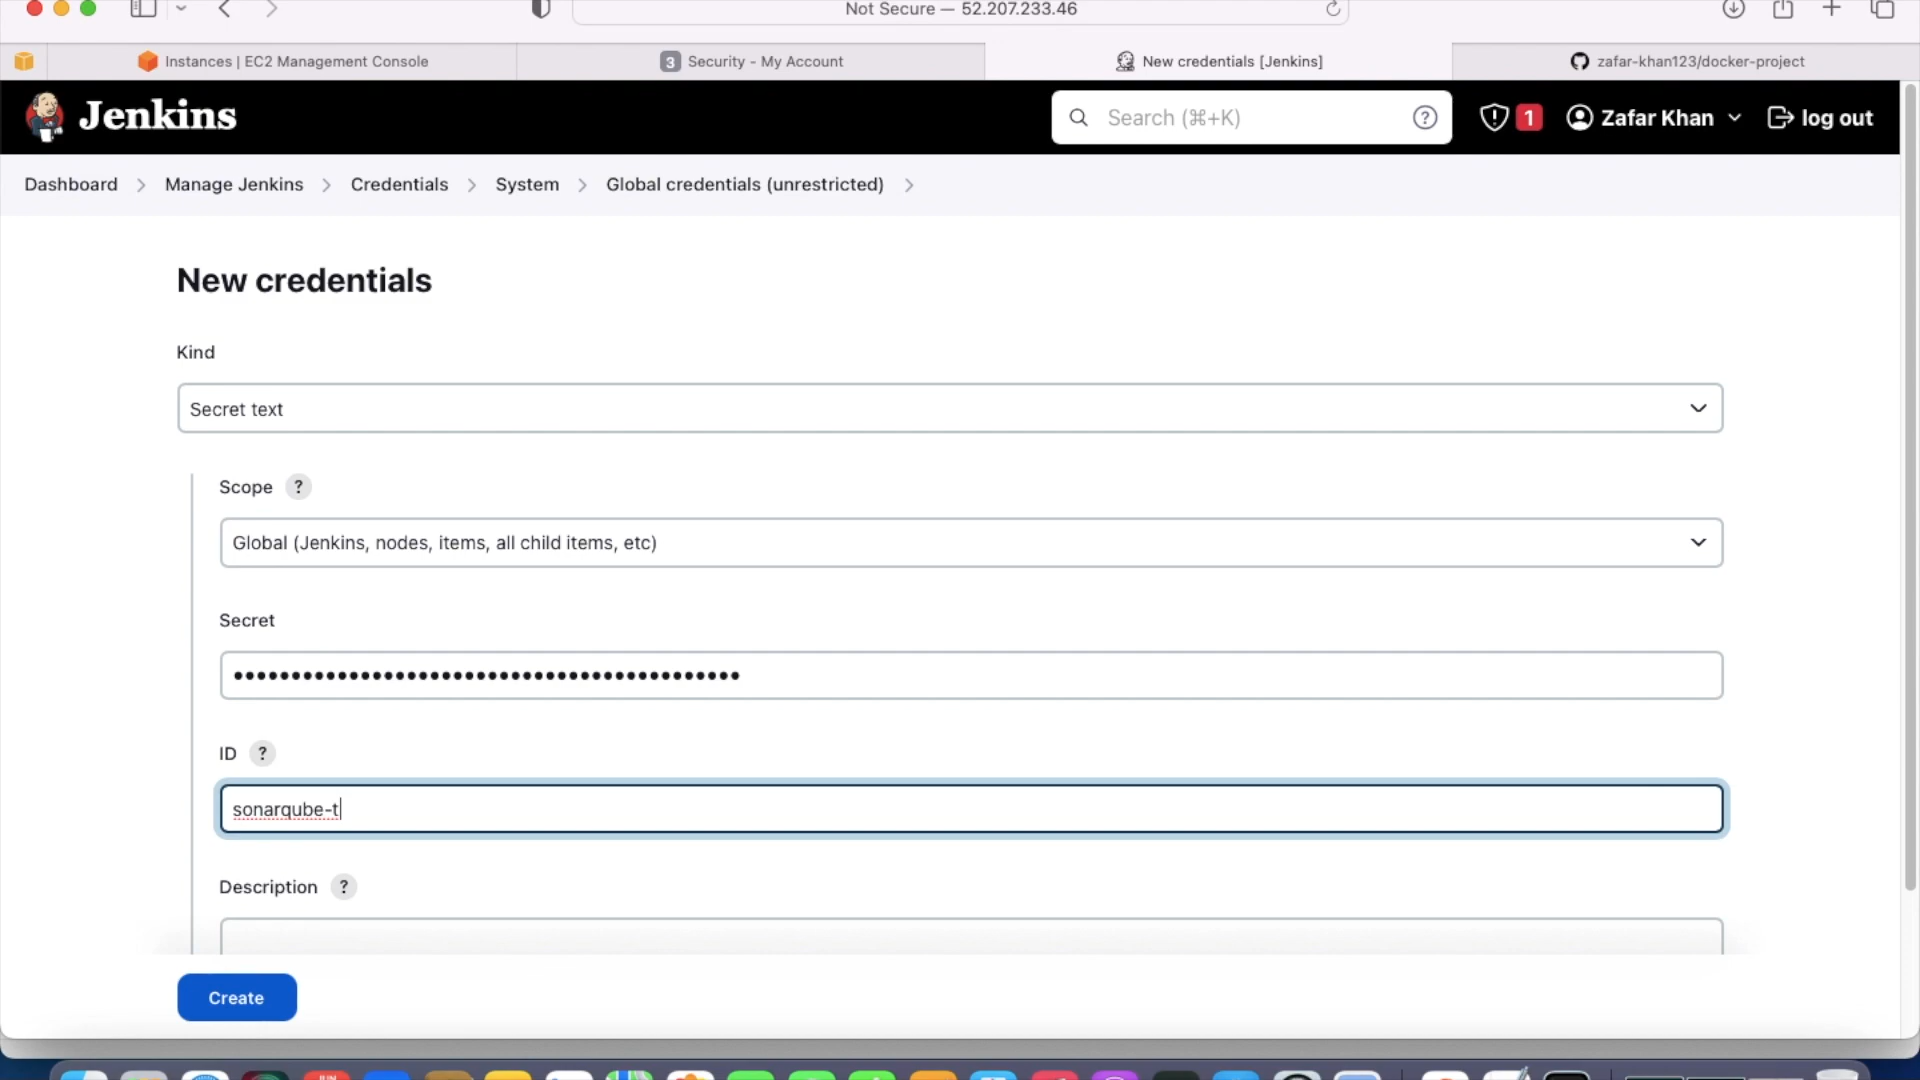 Not Secure — 52.207.233.46
Instances | EC2 Management Console
3 Security - My Account
New credentials [Jenkins]
zafar-khan123/docker-project
Jenkins
Search (⌘+K)
?
1
Zafar Khan
log out
Dashboard
Manage Jenkins
Credentials
System
Global credentials (unrestricted)
New credentials
Kind
Secret text
Scope ?
Global (Jenkins, nodes, items, all child items, etc)
Secret
••••••••••••••••••••••••••••••••••••••••••••
ID ?
sonarqube-t
Description ?
Create
JUN